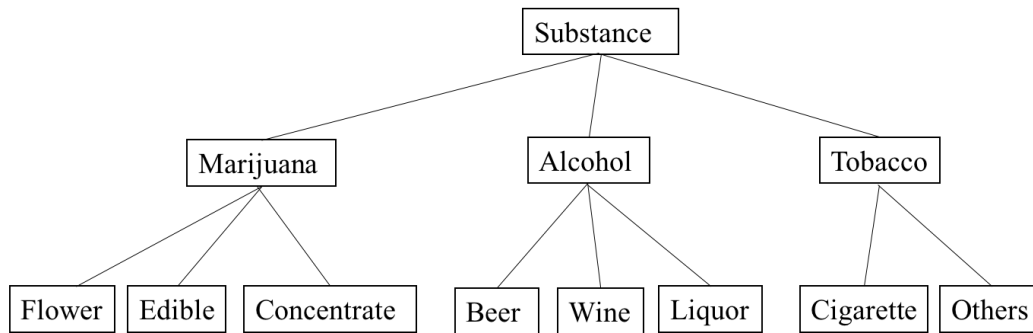 Substance
Marijuana
Alcohol
Tobacco
Flower
Edible
Concentrate
Beer
Wine
Liquor
Cigarette
Others